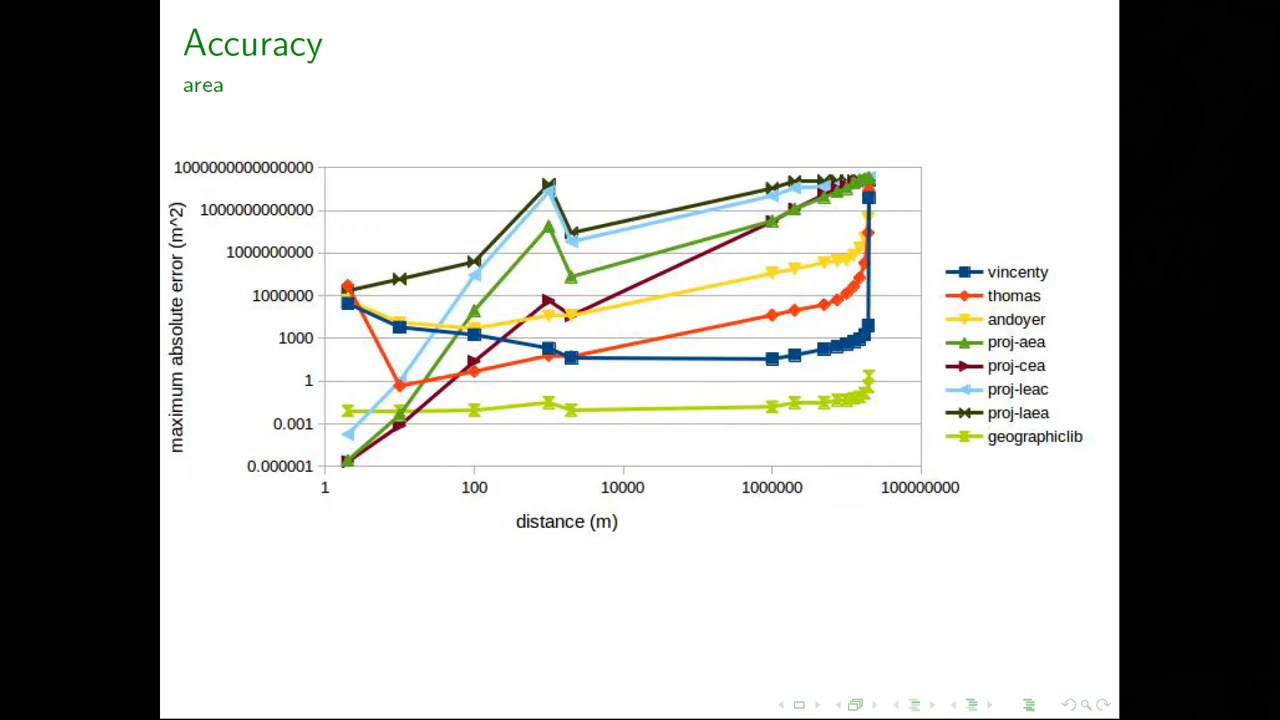 Accuracy
area
1000000000000000
1000000000000
1000000000
1000000
1000
1
0.001
0.000001
maximum absolute error (m^2)
1 100 10000 1000000 100000000
distance (m)
vincenty
thomas
andoyer
proj-aea
proj-cea
proj-leac
proj-laea
geographiclib